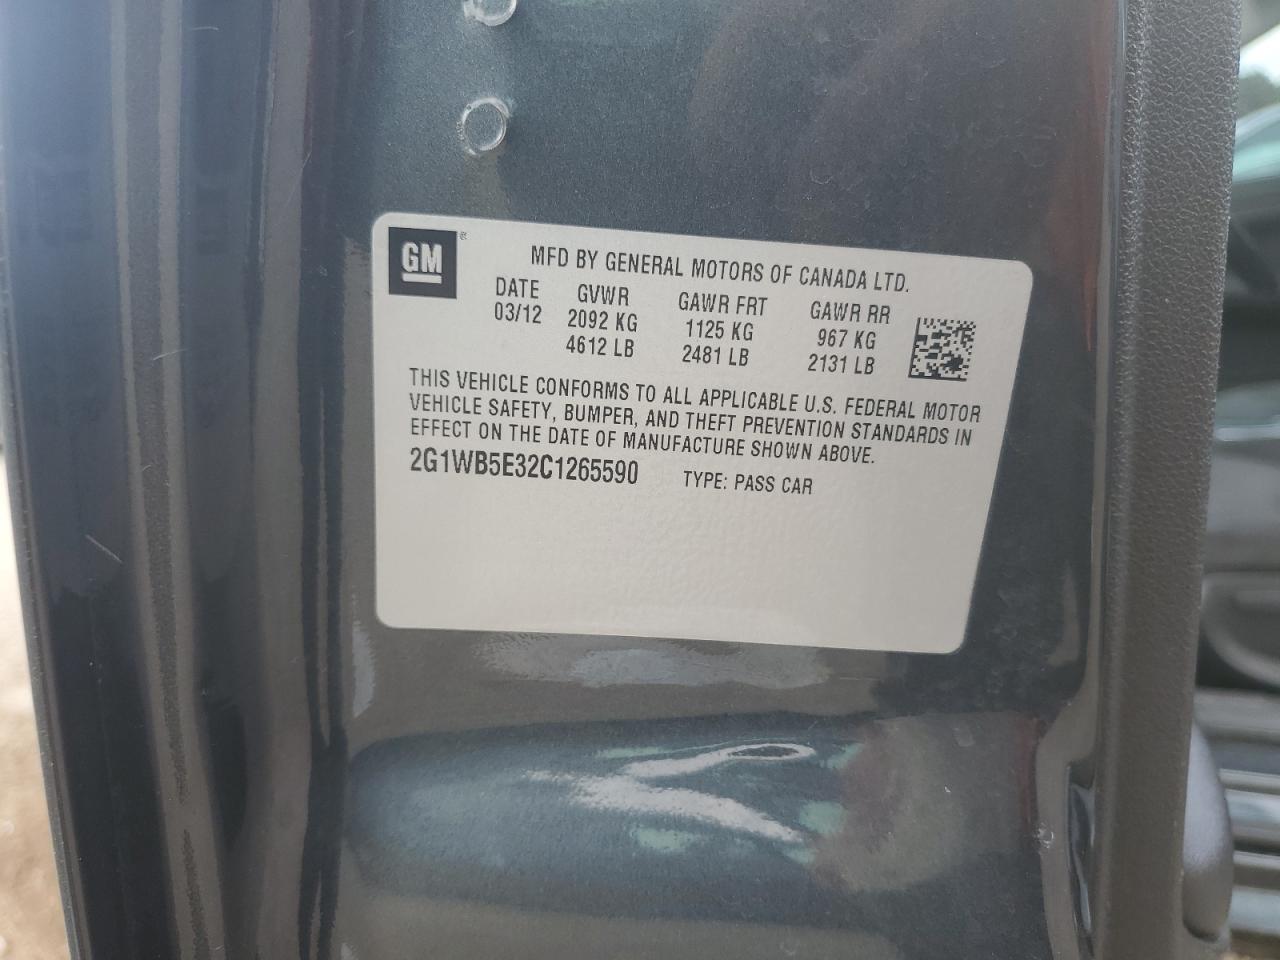 GM®
MFD BY GENERAL MOTORS OF CANADA LTD.
DATE GVWR GAWR FRT GAWR RR
03/12 2092 KG 1125 KG 967 KG
4612 LB 2481 LB 2131 LB
THIS VEHICLE CONFORMS TO ALL APPLICABLE U.S. FEDERAL MOTOR
VEHICLE SAFETY, BUMPER, AND THEFT PREVENTION STANDARDS IN
EFFECT ON THE DATE OF MANUFACTURE SHOWN ABOVE.
2G1WB5E32C1265590 TYPE: PASS CAR